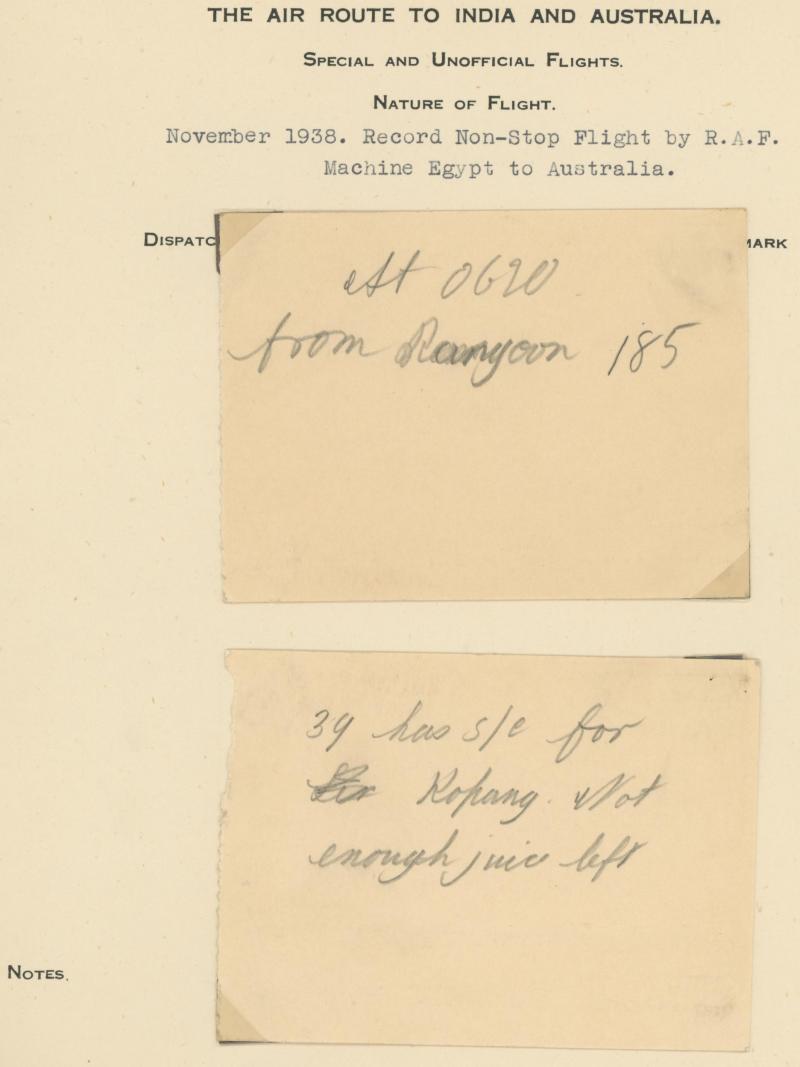 THE AIR ROUTE TO INDIA AND AUSTRALIA.
SPECIAL AND UNOFFICIAL FLIGHTS.
NATURE OF FLIGHT.
November 1938. Record Non-Stop Flight by R.A.F.
Machine Egypt to Australia.
DISPATC MARK
At 0620
from Rangoon 185
39 has s/c for
Kopang. Not
enough juice left
NOTES.